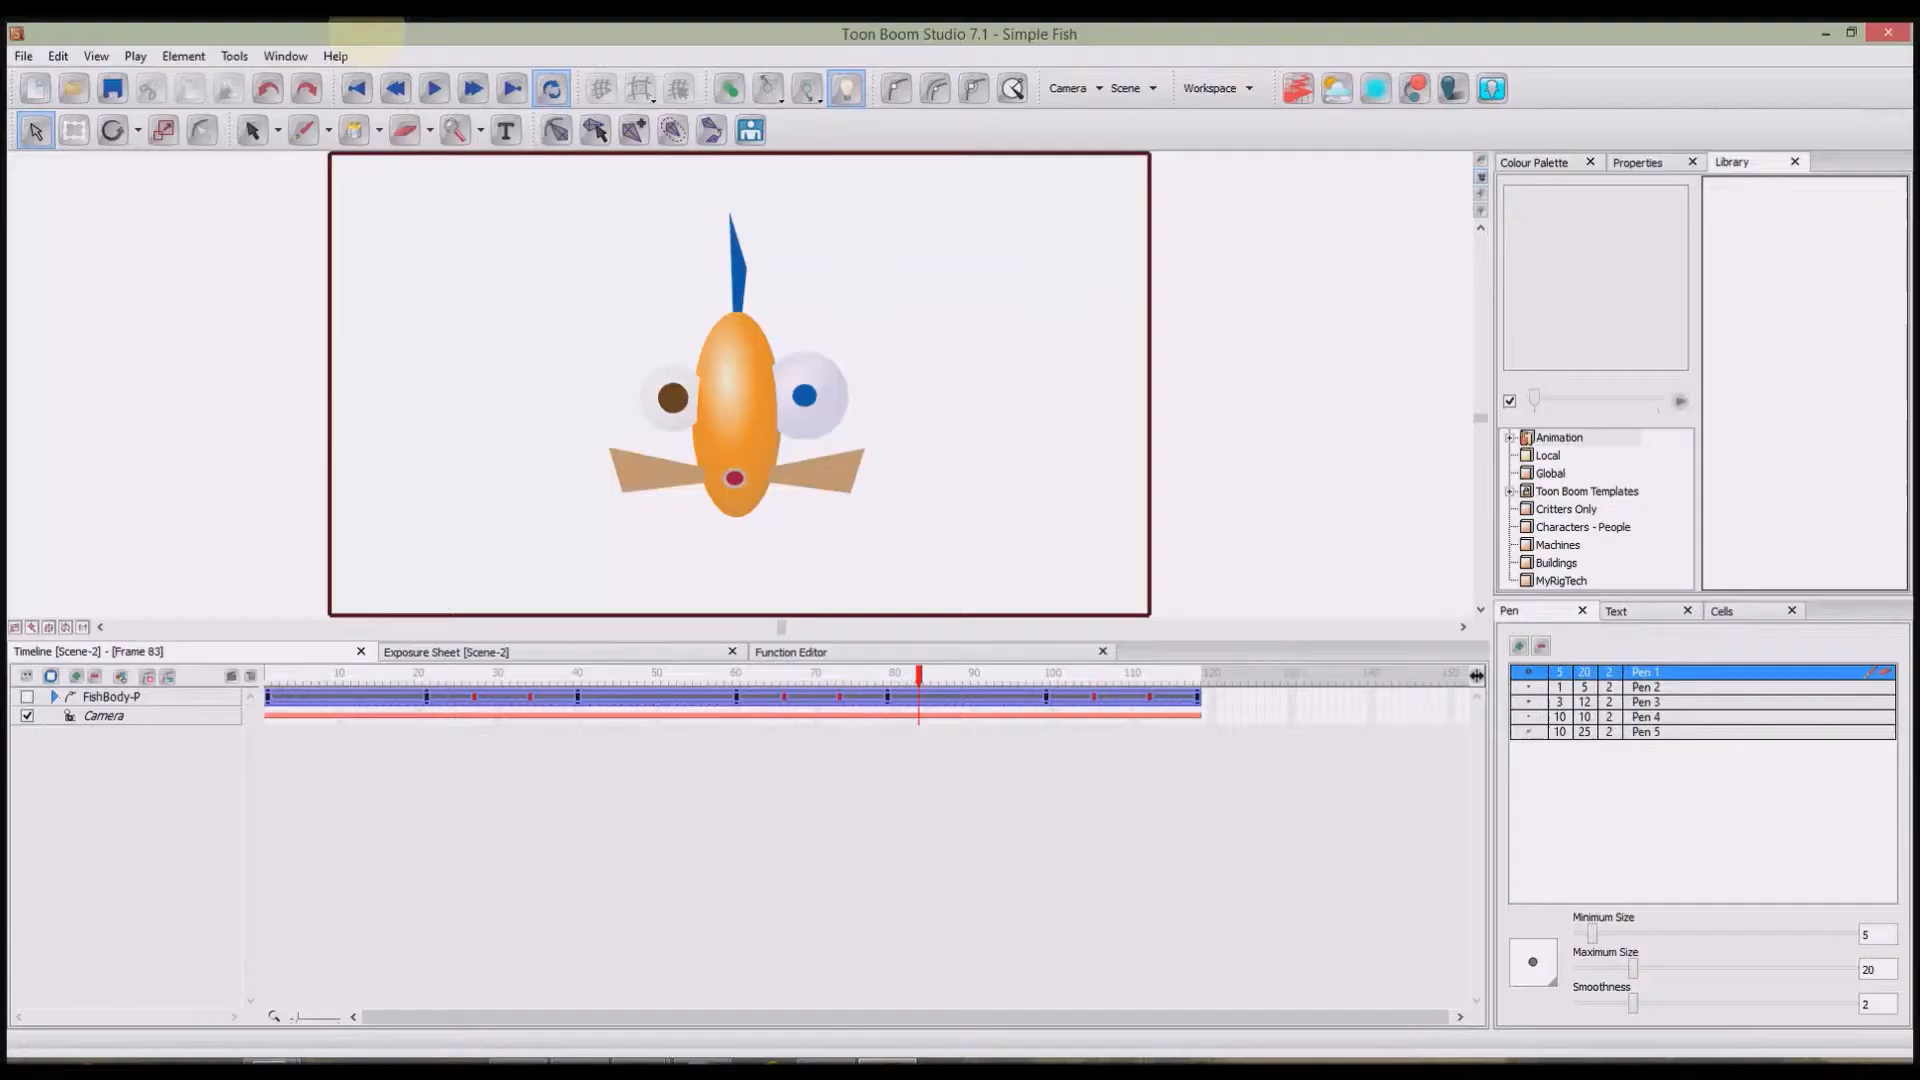 Toon Boom Studio 7.1 - Simple Fish
File Edit View Play Element Tools Window Help
Camera Scene Workspace
T
Colour Palette Properties Library
Animation
Local
Global
Toon Boom Templates
Critters Only
Characters - People
Machines
Buildings
MyRigTech
Pen Text Cells
5 20 2 Pen 1
1 5 2 Pen 2
3 12 2 Pen 3
10 10 2 Pen 4
10 25 2 Pen 5
Minimum Size
5
Maximum Size
20
Smoothness
2
Timeline [Scene-2] - [Frame 83] Exposure Sheet [Scene-2] Function Editor
10 20 30 40 50 60 70 80 90 100 110 120 130 140 150
FishBody-P
Camera